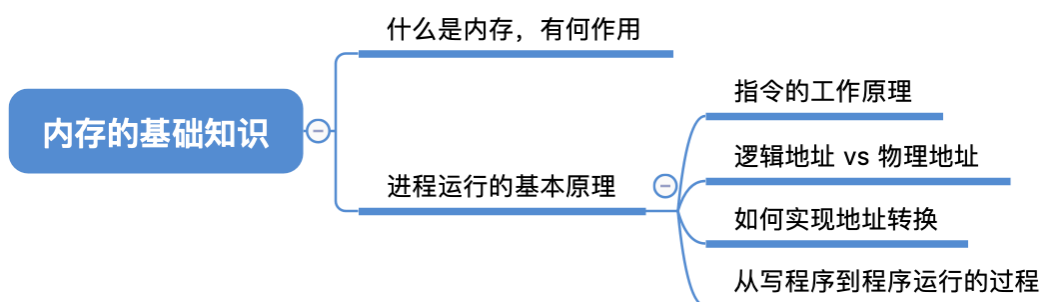 内存的基础知识
什么是内存，有何作用
进程运行的基本原理
指令的工作原理
逻辑地址 vs 物理地址
如何实现地址转换
从写程序到程序运行的过程